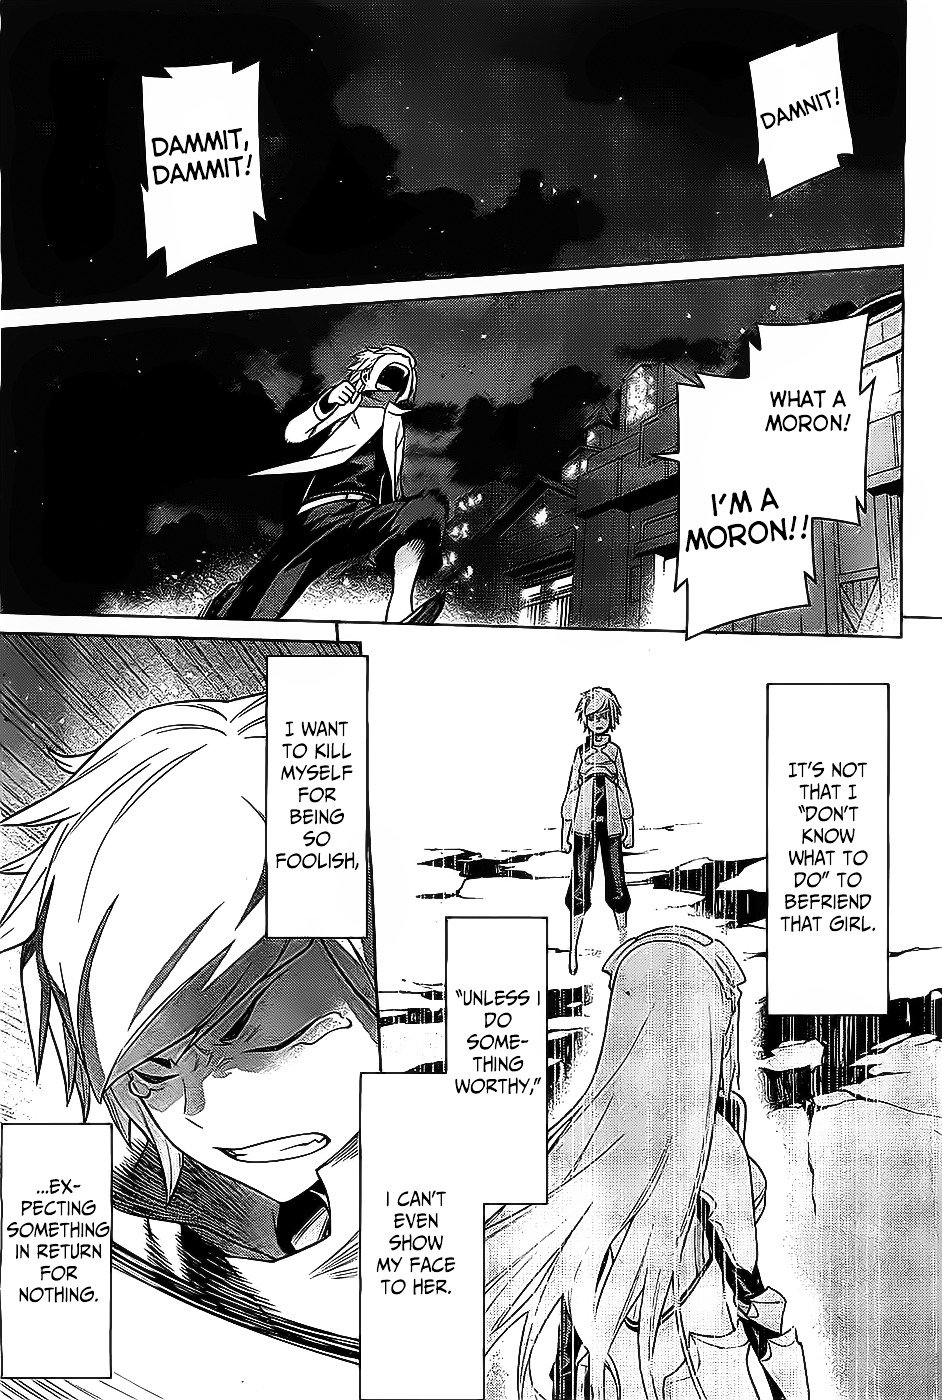 DAMNIT!
DAMMIT,
DAMMIT!
WHAT A
MORON!
I'M A
MORON!!
IT'S NOT
THAT I
"DON'T
KNOW
WHAT TO
DO" TO
BEFRIEND
THAT GIRL.
"UNLESS I
DO
SOME-
THING
WORTHY,"
I CAN'T
EVEN
SHOW
MY FACE
TO HER.
I WANT
TO KILL
MYSELF
FOR
BEING
SO
FOOLISH,
...EX-
PECTING
SOMETHING
IN RETURN
FOR
NOTHING.